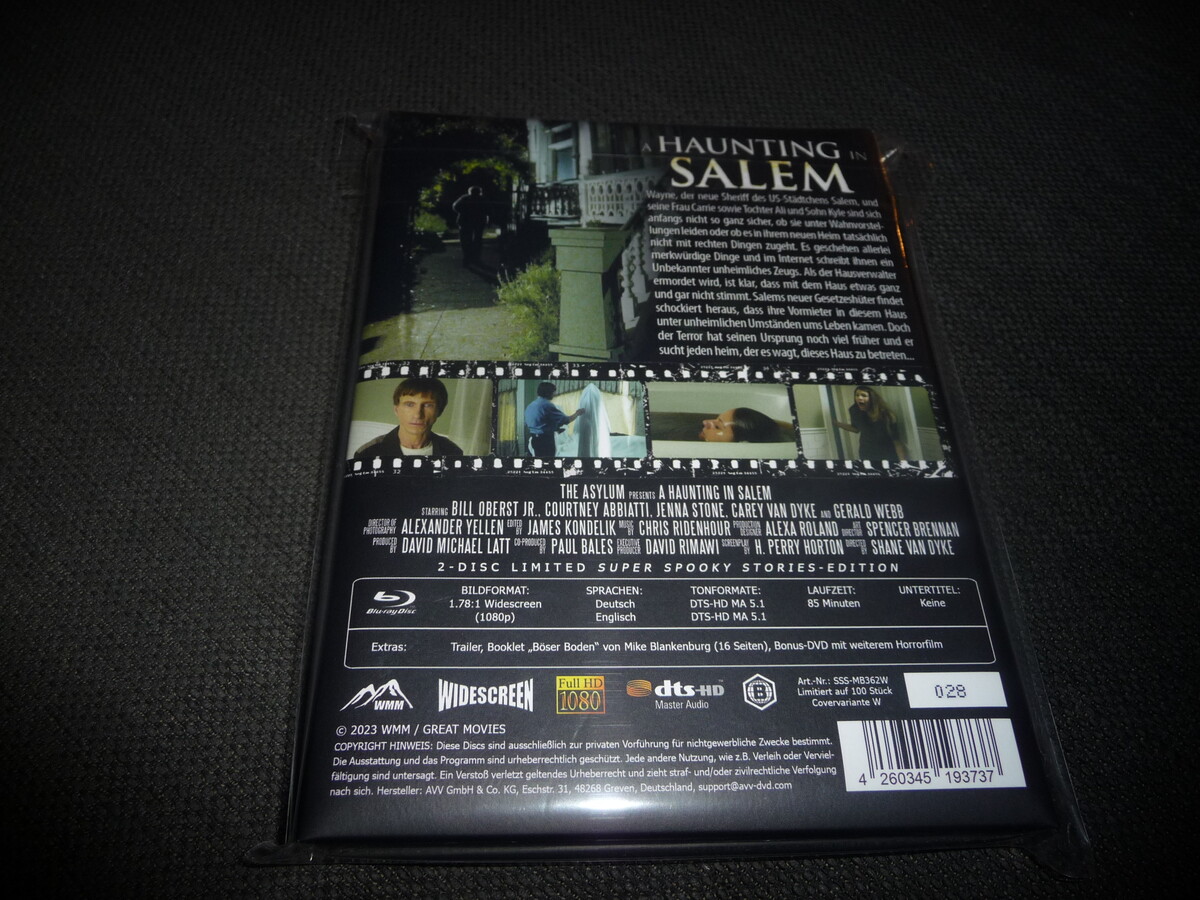 A HAUNTING IN
SALEM
Wayne, der neue Sheriff des US-Städtchens Salem, und
seine Frau Carrie sowie Tochter Ali und Sohn Kyle sind sich
anfangs nicht so ganz sicher, ob sie unter Wahnvorstel-
lungen leiden oder ob es in ihrem neuen Heim tatsächlich
nicht mit rechten Dingen zugeht. Es geschehen allerlei
merkwürdige Dinge und im Internet schreibt ihnen ein
Unbekannter unheimliches Zeugs. Als der Hausverwalter
ermordet wird, ist klar, dass mit dem Haus etwas ganz
und gar nicht stimmt. Salems neuer Gesetzeshüter findet
schockiert heraus, dass ihre Vormieter in diesem Haus
unter unheimlichen Umständen ums Leben kamen. Doch
der Terror hat seinen Ursprung noch viel früher und er
sucht jeden heim, der es wagt, dieses Haus zu betreten...
THE ASYLUM PRESENTS A HAUNTING IN SALEM
STARRING BILL OBERST JR., COURTNEY ABBIATTI, JENNA STONE, CAREY VAN DYKE AND GERALD WEBB
DIRECTOR OF PHOTOGRAPHY ALEXANDER YELLEN EDITED BY JAMES KONDELIK MUSIC BY CHRIS RIDENHOUR PRODUCTION DESIGNER ALEXA ROLAND ART DIRECTOR SPENCER BRENNAN
PRODUCED BY DAVID MICHAEL LATT CO-PRODUCED BY PAUL BALES EXECUTIVE PRODUCER DAVID RIMAWI SCREENPLAY BY H. PERRY HORTON DIRECTED BY SHANE VAN DYKE
2-DISC LIMITED SUPER SPOOKY STORIES-EDITION
Blu-ray Disc
BILDFORMAT: SPRACHEN: TONFORMATE: LAUFZEIT: UNTERTITEL:
1.78:1 Widescreen Deutsch DTS-HD MA 5.1 85 Minuten Keine
(1080p) Englisch DTS-HD MA 5.1
Extras: Trailer, Booklet „Böser Boden“ von Mike Blankenburg (16 Seiten), Bonus-DVD mit weiterem Horrorfilm
WMM
WIDESCREEN
Full HD
1080
dts-HD
Master Audio
Art.-Nr.: SSS-MB362W
Limitiert auf 100 Stück
Covervariante W
028
© 2023 WMM / GREAT MOVIES
COPYRIGHT HINWEIS: Diese Discs sind ausschließlich zur privaten Vorführung für nichtgewerbliche Zwecke bestimmt.
Die Ausstattung und das Programm sind urheberrechtlich geschützt. Jede andere Nutzung, wie z.B. Verleih oder Verviel-
fältigung sind untersagt. Ein Verstoß verletzt geltendes Urheberrecht und zieht straf- und/oder zivilrechtliche Verfolgung
nach sich. Hersteller: AVV GmbH & Co. KG, Eschstr. 31, 48268 Greven, Deutschland, support@avv-dvd.com
4 260345 193737